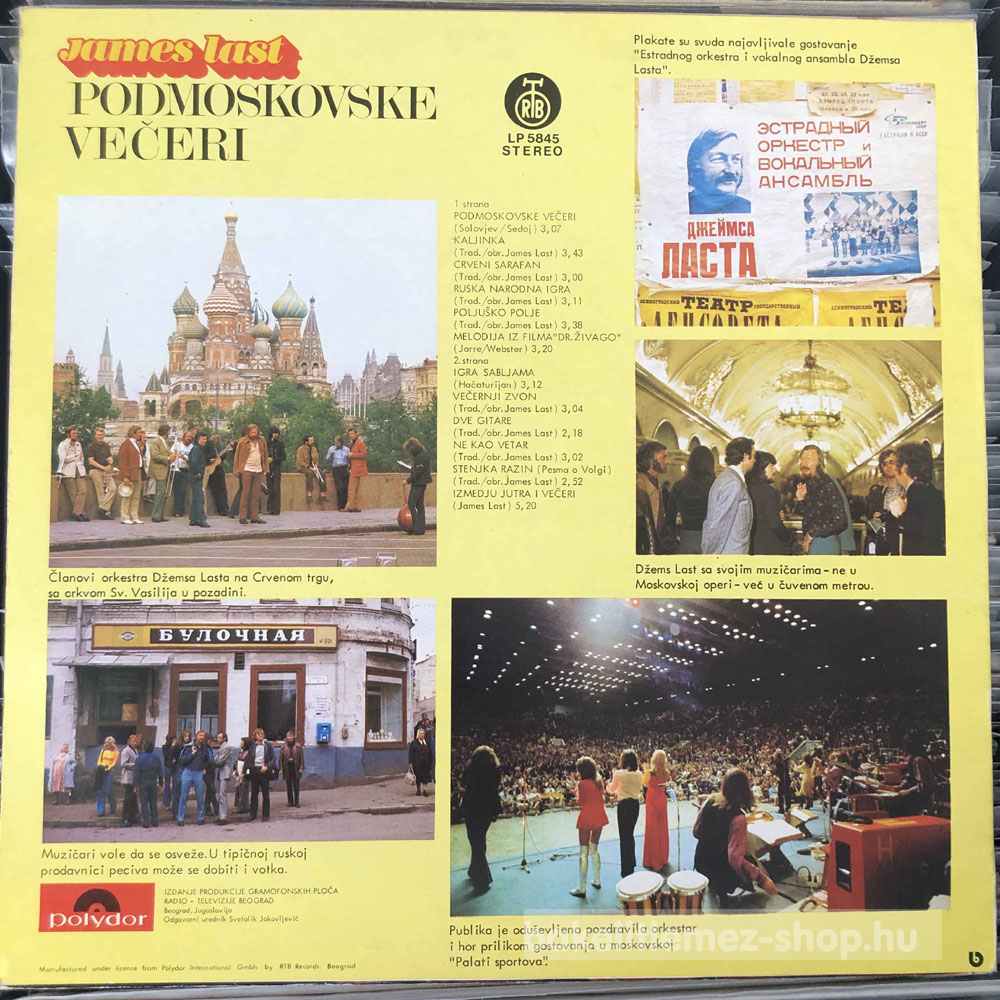 james last
PODMOSKOVSKE
VEČERI
RTB
LP 5845
STEREO
1 strana
PODMOSKOVSKE VEČERI
(Solovjev/Sedoj) 3,07
KALJINKA
(Trad./obr. James Last) 3,43
CRVENI SARAFAN
(Trad./obr. James Last) 3,00
RUSKA NARODNA IGRA
(Trad./obr. James Last) 3,11
POLJUŠKO POLJE
(Trad./obr. James Last) 3,38
MELODIJA IZ FILMA"DR.ŽIVAGO"
(Jarre/Webster) 3,20
2.strana
IGRA SABLJAMA
(Hačaturijan) 3,12
VEČERNJI ZVON
(Trad./obr. James Last) 3,04
DVE GITARE
(Trad./obr. James Last) 2,18
NE KAO VETAR
(Trad./obr. James Last) 3,02
STENJKA RAZIN (Pesma o Volgi)
(Trad./obr. James Last) 2,52
IZMEDJU JUTRA I VEČERI
(James Last) 5,20
Plakate su svuda najavljivale gostovanje
"Estradnog orkestra i vokalnog ansambla Džemsa
Lasta".
ЭСТРАДНЫЙ
ОРКЕСТР и
ВОКАЛЬНЫЙ
АНСАМБЛЬ
ДЖЕЙМСА
ЛАСТА
ЛЕНИНГРАДСКИЙ ТЕАТР ГОСУДАРСТВЕННЫЙ
ЛЕНСОВЕТА
ЛЕНИНГРАДСКИЙ ТЕА
Džems Last sa svojim muzičarima - ne u
Moskovskoj operi - već u čuvenom metrou.
Članovi orkestra Džemsa Lasta na Crvenom trgu,
sa crkvom Sv. Vasilija u pozadini.
БУЛОЧНАЯ
Muzičari vole da se osveže. U tipičnoj ruskoj
prodavnici peciva može se dobiti i votka.
Publika je oduševljena pozdravila orkestar
i hor prilikom gostovanja u moskovskoj
"Palati sportova".
polydor
IZDANJE PRODUKCIJE GRAMOFONSKIH PLOČA
RADIO - TELEVIZIJE BEOGRAD
Beograd, Jugoslavija
Odgovorni urednik Svetolik Jakovljević
Manufactured under licence from Polydor International Gmbh by RTB Records Beograd
b